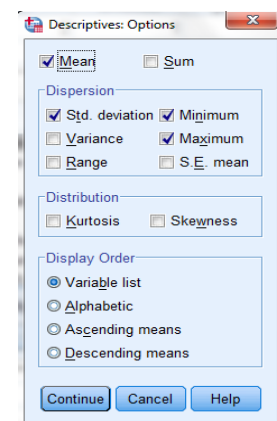 Descriptives: Options
Mean Sum
Dispersion
Std. deviation Minimum
Variance Maximum
Range S.E. mean
Distribution
Kurtosis Skewness
Display Order
Variable list
Alphabetic
Ascending means
Descending means
Continue Cancel Help